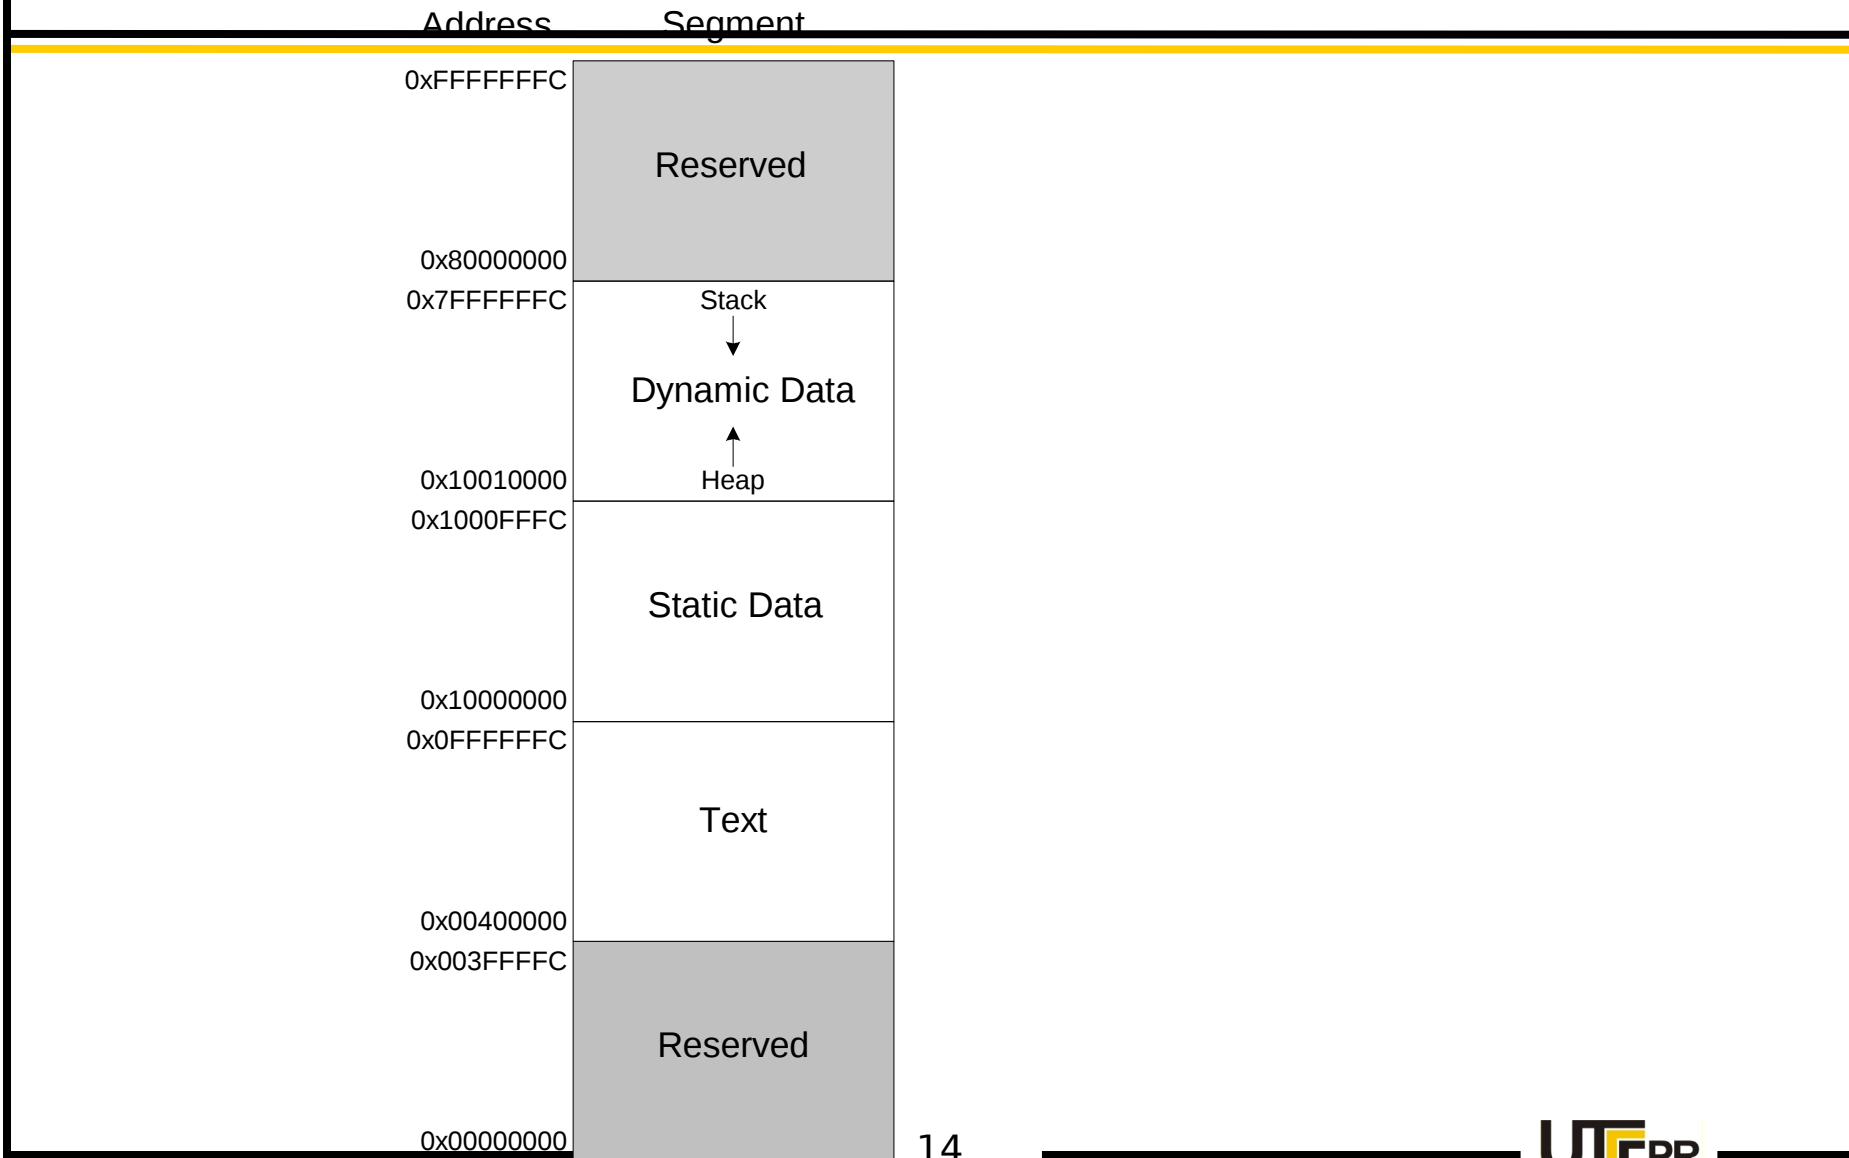 Address Segment
0xFFFFFFFC
Reserved
0x80000000
0x7FFFFFFC Stack
Dynamic Data
0x10010000 Heap
0x1000FFFC
Static Data
0x10000000
0x0FFFFFFC
Text
0x00400000
0x003FFFFC
Reserved
0x00000000
14
UTFPR